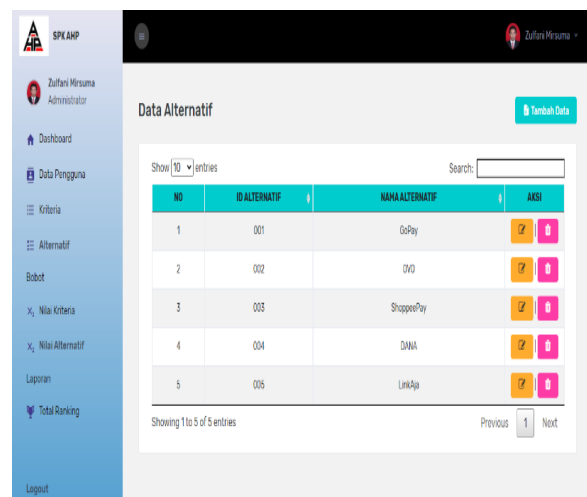 AHP
SPK AHP
Zulfani Mirsuma
Zulfani Mirsuma
Administrator
Dashboard
Data Pengguna
Kriteria
Alternatif
Bobot
X₂ Nilai Kriteria
X₂ Nilai Alternatif
Laporan
Total Ranking
Logout
Data Alternatif
Tambah Data
Show 10 entries
Search:
NO ID ALTERNATIF NAMA ALTERNATIF AKSI
1 001 GoPay
2 002 OVO
3 003 ShoppeePay
4 004 DANA
5 005 LinkAja
Showing 1 to 5 of 5 entries
Previous 1 Next